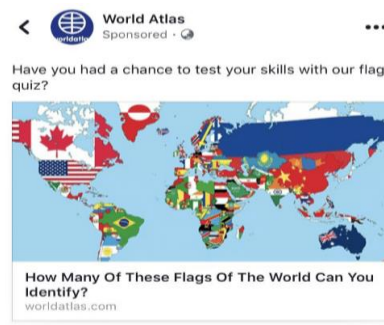 World Atlas
Sponsored ·
Have you had a chance to test your skills with our flag
quiz?
How Many Of These Flags Of The World Can You
Identify?
worldatlas.com